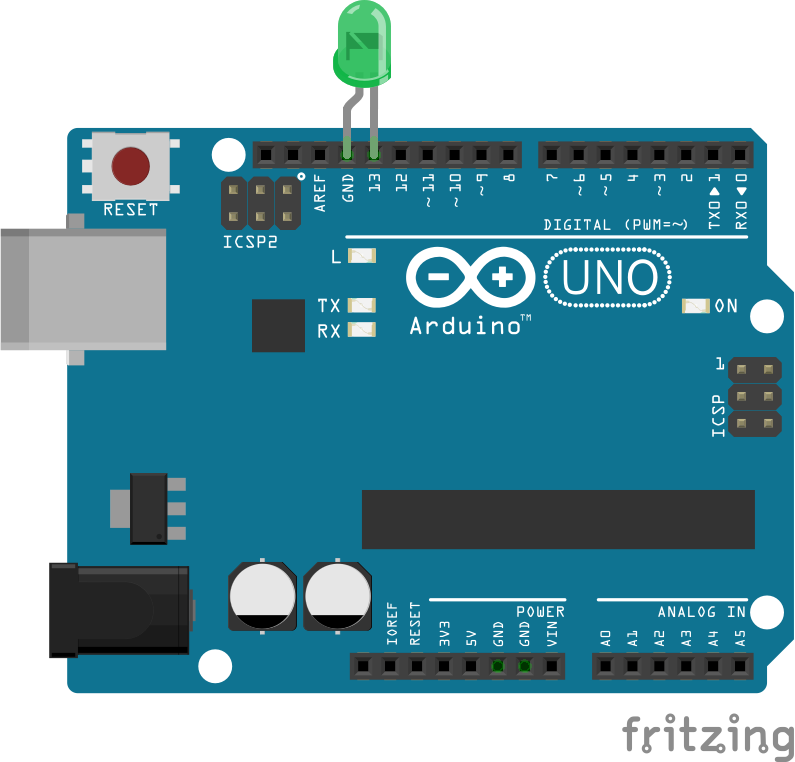 RESET
ICSP2
AREF
GND
13
12
~11
~10
~9
8
7
~6
~5
4
~3
2
TX0▶1
RX0◀0
DIGITAL (PWM=~)
L
TX
RX
Arduino™
UNO
ON
1
ICSP
IOREF
RESET
3V3
5V
GND
GND
VIN
POWER
A0
A1
A2
A3
A4
A5
ANALOG IN
fritzing